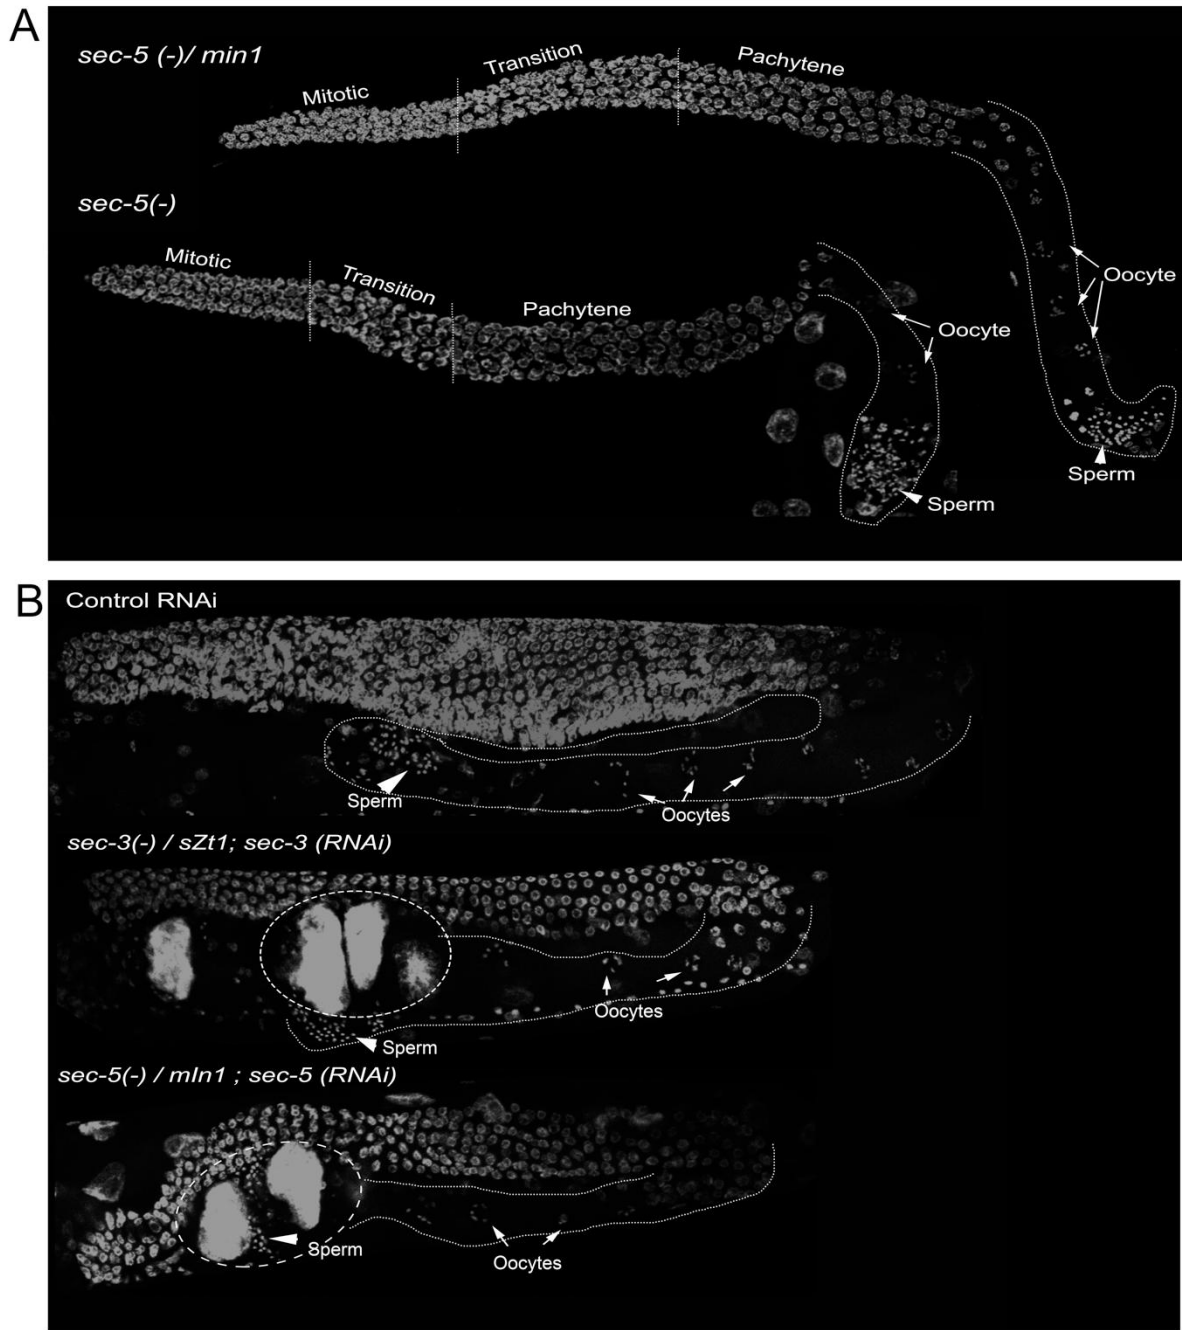 A
sec-5 (-)/ min1
Mitotic
Transition
Pachytene
Oocyte
Sperm
sec-5(-)
Mitotic
Transition
Pachytene
Oocyte
Sperm
B
Control RNAi
Sperm
Oocytes
sec-3(-) / sZt1; sec-3 (RNAi)
Oocytes
Sperm
sec-5(-) / mIn1 ; sec-5 (RNAi)
Sperm
Oocytes